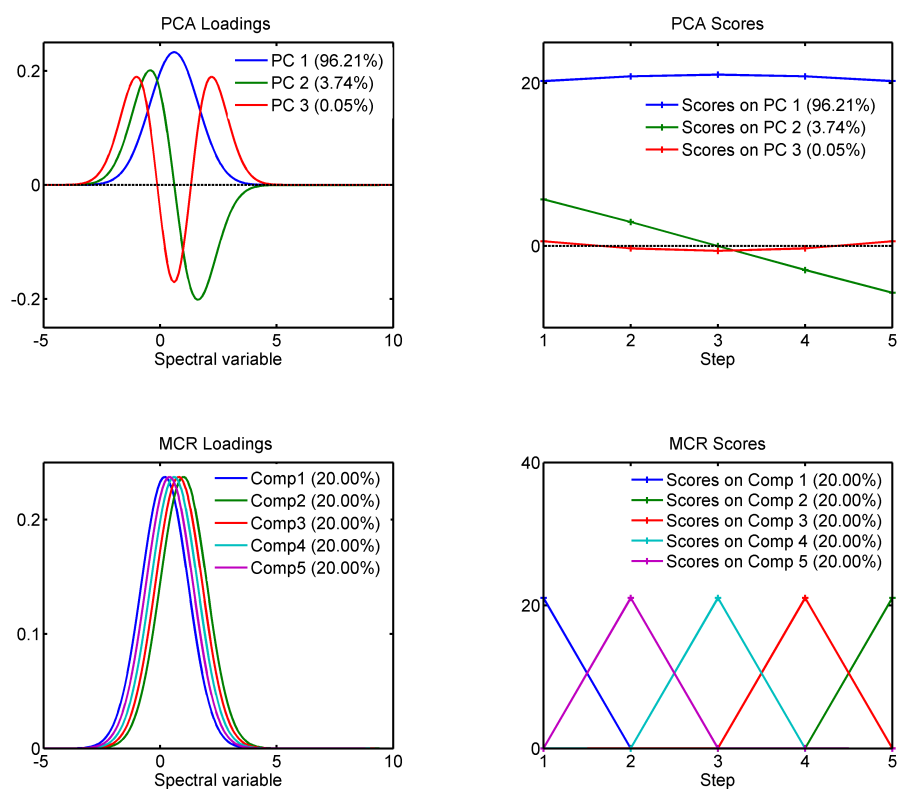 PCA Loadings
0.2
0
-0.2
-5
0
5
10
Spectral variable
PC 1 (96.21%)
PC 2 (3.74%)
PC 3 (0.05%)
PCA Scores
20
0
1
2
3
4
5
Step
Scores on PC 1 (96.21%)
Scores on PC 2 (3.74%)
Scores on PC 3 (0.05%)
MCR Loadings
0.2
0.1
0
-5
0
5
10
Spectral variable
Comp1 (20.00%)
Comp2 (20.00%)
Comp3 (20.00%)
Comp4 (20.00%)
Comp5 (20.00%)
MCR Scores
40
20
0
1
2
3
4
5
Step
Scores on Comp 1 (20.00%)
Scores on Comp 2 (20.00%)
Scores on Comp 3 (20.00%)
Scores on Comp 4 (20.00%)
Scores on Comp 5 (20.00%)